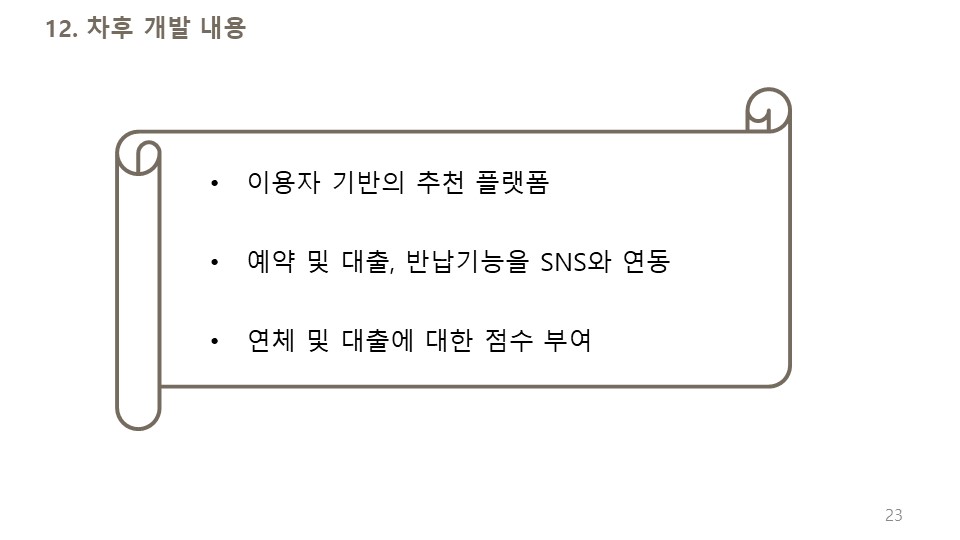 12. 차후 개발 내용
• 이용자 기반의 추천 플랫폼
• 예약 및 대출, 반납기능을 SNS와 연동
• 연체 및 대출에 대한 점수 부여
23